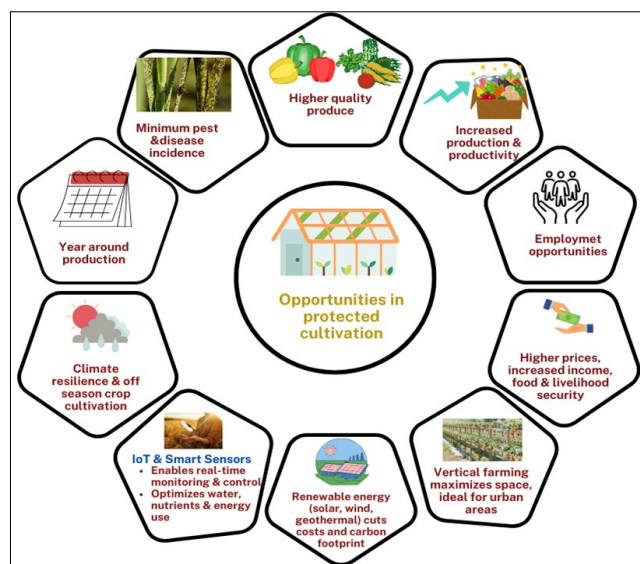 Opportunities in
protected
cultivation
Higher quality
produce
Increased
production &
productivity
Employmet
opportunities
Higher prices,
increased income,
food & livelihood
security
Vertical farming
maximizes space,
ideal for urban
areas
Renewable energy
(solar, wind,
geothermal) cuts
costs and carbon
footprint
IoT & Smart Sensors
• Enables real-time
monitoring & control
• Optimizes water,
nutrients & energy
use
Climate
resilience & off
season crop
cultivation
Year around
production
Minimum pest
&disease
incidence